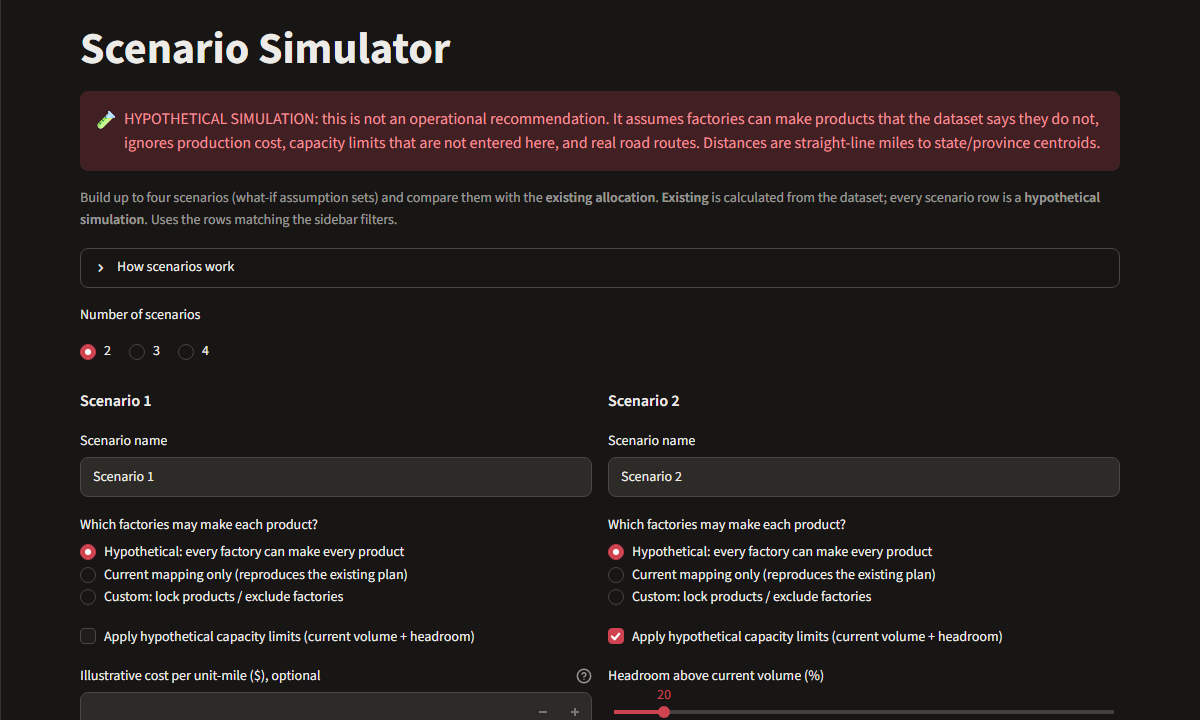 Scenario Simulator
HYPOTHETICAL SIMULATION: this is not an operational recommendation. It assumes factories can make products that the dataset says they do not,
ignores production cost, capacity limits that are not entered here, and real road routes. Distances are straight-line miles to state/province centroids.
Build up to four scenarios (what-if assumption sets) and compare them with the existing allocation. Existing is calculated from the dataset; every scenario row is a hypothetical
simulation. Uses the rows matching the sidebar filters.
How scenarios work
Number of scenarios
2 3 4
Scenario 1
Scenario name
Scenario 1
Which factories may make each product?
Hypothetical: every factory can make every product
Current mapping only (reproduces the existing plan)
Custom: lock products / exclude factories
Apply hypothetical capacity limits (current volume + headroom)
Illustrative cost per unit-mile ($), optional
Scenario 2
Scenario name
Scenario 2
Which factories may make each product?
Hypothetical: every factory can make every product
Current mapping only (reproduces the existing plan)
Custom: lock products / exclude factories
Apply hypothetical capacity limits (current volume + headroom)
Headroom above current volume (%)
20